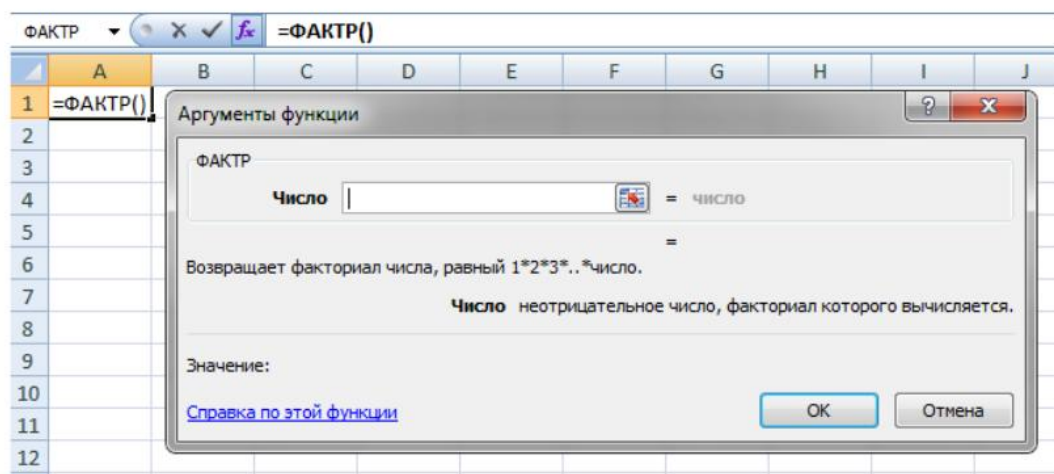 ФАКТР fx =ФАКТР()
A B C D E F G H I J
1 =ФАКТР()
Аргументы функции ?
2
ФАКТР
3
Число = число
4
5
=
6
Возвращает факториал числа, равный 1*2*3*..*число.
7
Число неотрицательное число, факториал которого вычисляется.
8
9
Значение:
10
Справка по этой функции OK Отмена
11
12